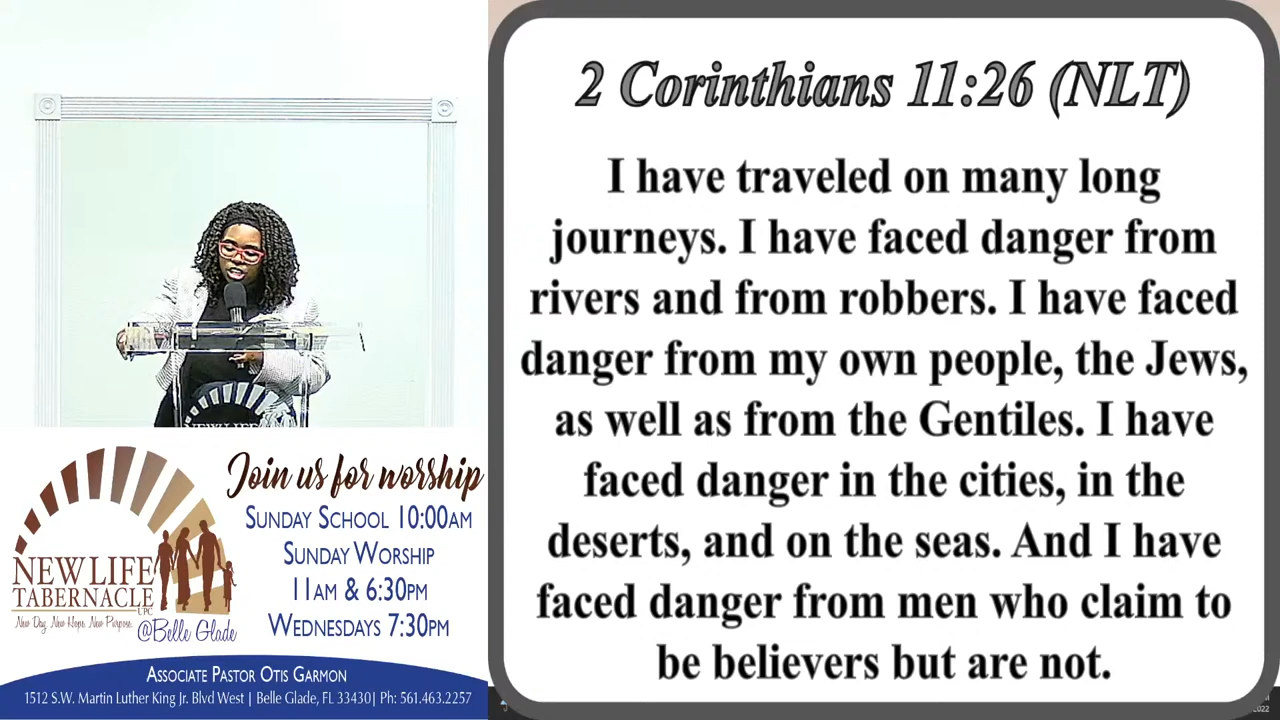 2 Corinthians 11:26 (NLT)
I have traveled on many long
journeys. I have faced danger from
rivers and from robbers. I have faced
danger from my own people, the Jews,
as well as from the Gentiles. I have
faced danger in the cities, in the
deserts, and on the seas. And I have
faced danger from men who claim to
be believers but are not.
Join us for worship
SUNDAY SCHOOL 10:00AM
SUNDAY WORSHIP
11AM & 6:30PM
WEDNESDAYS 7:30PM
NEW LIFE
TABERNACLE
UPC
New Day. New Hope. New Purpose.
@Belle Glade
ASSOCIATE PASTOR OTIS GARMON
1512 S.W. Martin Luther King Jr. Blvd West | Belle Glade, FL 33430| Ph: 561.463.2257